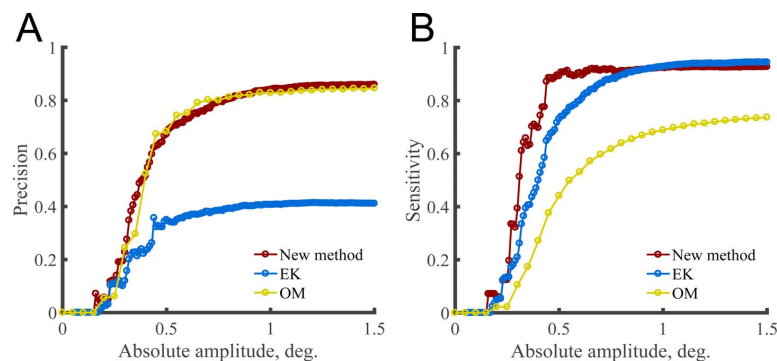 A
B
1
0.8
0.6
0.4
0.2
0
Precision
New method
EK
OM
0
0.5
1
1.5
Absolute amplitude, deg.
1
0.8
0.6
0.4
0.2
0
Sensitivity
New method
EK
OM
0
0.5
1
1.5
Absolute amplitude, deg.